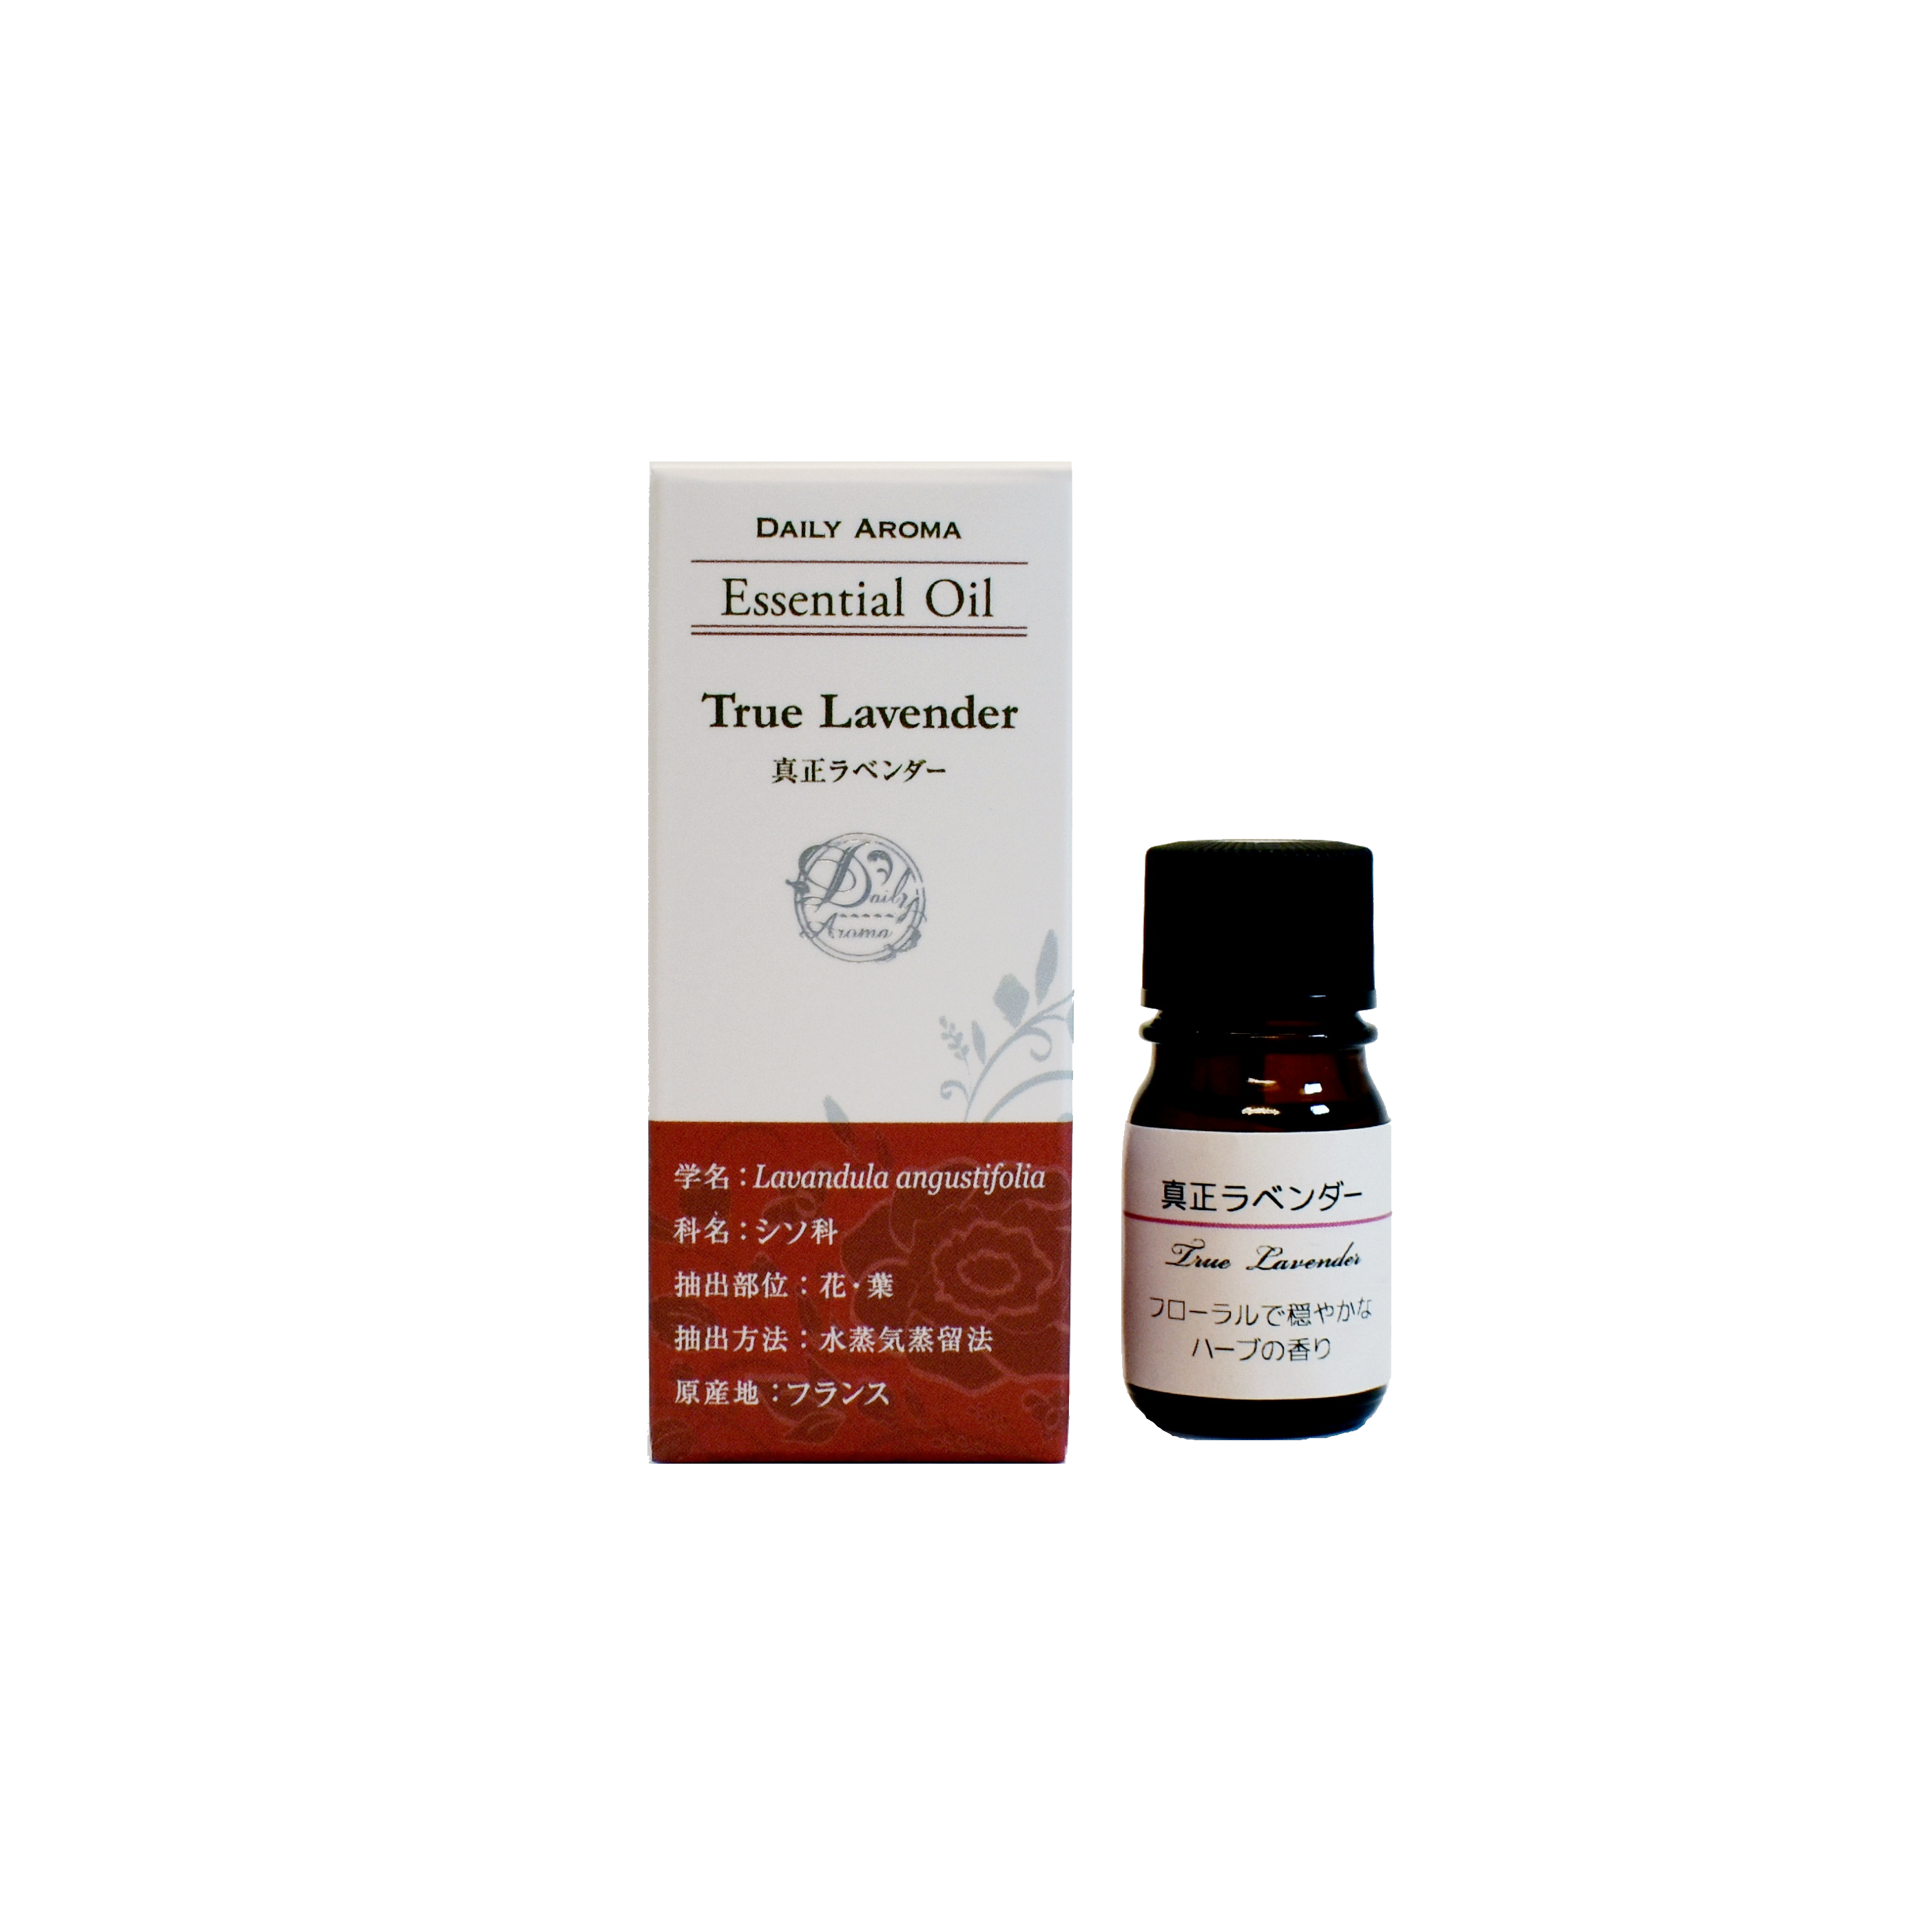 DAILY AROMA
Essential Oil
True Lavender
真正ラベンダー
Daily
Aroma
学名：Lavandula angustifolia
科名：シソ科
抽出部位：花・葉
抽出方法：水蒸気蒸留法
原産地：フランス
真正ラベンダー
True Lavender
フローラルで穏やかな
ハーブの香り